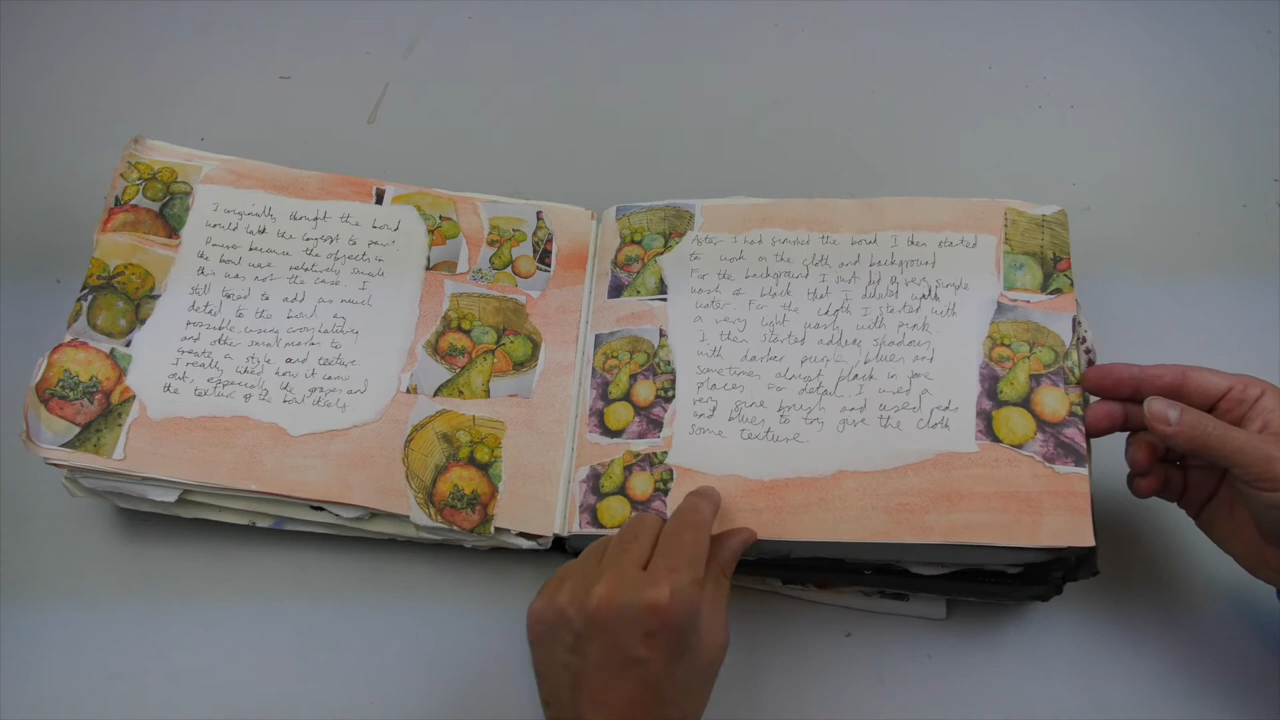 I originally thought the bowl
would take the longest to paint.
However because the objects in
the bowl were relatively small
this was not the case. I
still tried to add as much
detail to the bowl as
possible, using crosshatching
and other small marks to
create a style and texture.
I really liked how it came
out, especially the grapes and
the texture of the bowl itself
After I had finished the bowl I then started
to work on the cloth and background
For the background I just did a very simple
wash of black that I diluted with
water. For the cloth I started with
a very light wash with pink.
I then started adding shadows
with darker purples/blues and
sometimes almost black in some
places. For detail, I used a
very fine brush and used reds
and blues to try give the cloth
some texture.